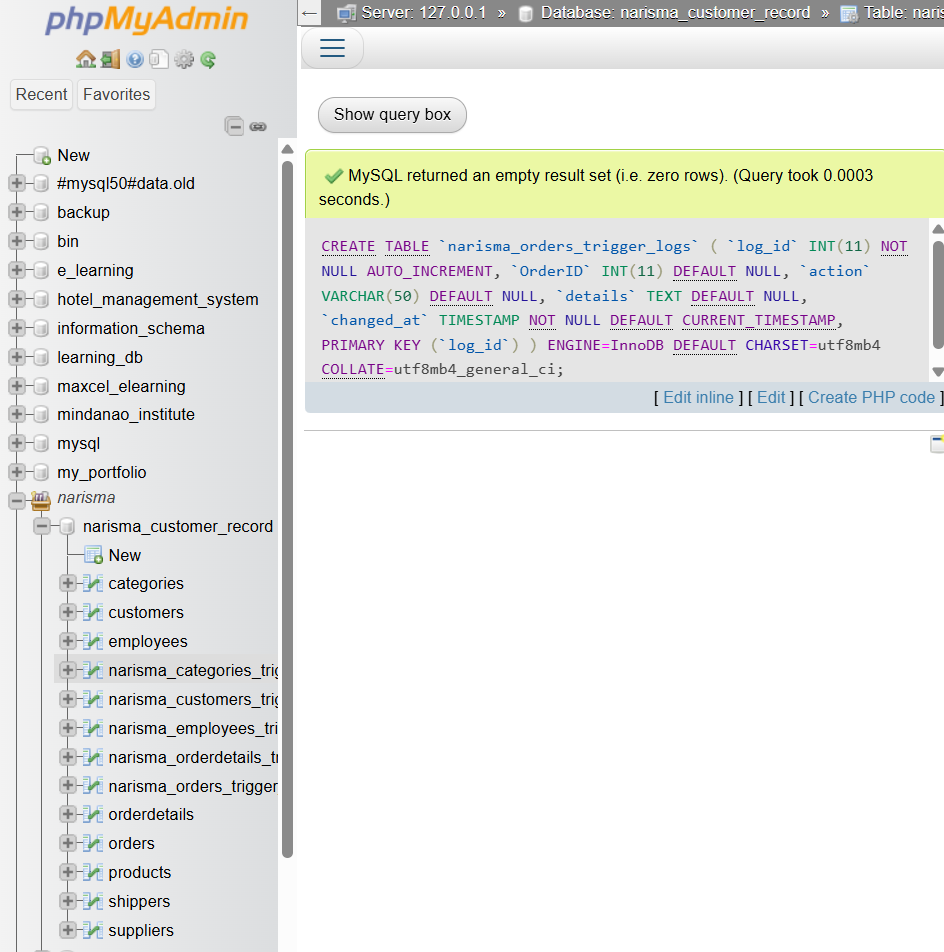 phpMyAdmin
Recent
Favorites
New
#mysql50#data.old
backup
bin
e_learning
hotel_management_system
information_schema
learning_db
maxcel_elearning
mindanao_institute
mysql
my_portfolio
narisma
narisma_customer_record
New
categories
customers
employees
narisma_categories_trig
narisma_customers_trig
narisma_employees_tri
narisma_orderdetails_t
narisma_orders_trigger
orderdetails
orders
products
shippers
suppliers
← Server: 127.0.0.1 » Database: narisma_customer_record » Table: naris
Show query box
MySQL returned an empty result set (i.e. zero rows). (Query took 0.0003
seconds.)
CREATE TABLE `narisma_orders_trigger_logs` ( `log_id` INT(11) NOT
NULL AUTO_INCREMENT, `OrderID` INT(11) DEFAULT NULL, `action`
VARCHAR(50) DEFAULT NULL, `details` TEXT DEFAULT NULL,
`changed_at` TIMESTAMP NOT NULL DEFAULT CURRENT_TIMESTAMP,
PRIMARY KEY (`log_id`) ) ENGINE=InnoDB DEFAULT CHARSET=utf8mb4
COLLATE=utf8mb4_general_ci;
[ Edit inline ] [ Edit ] [ Create PHP code ]